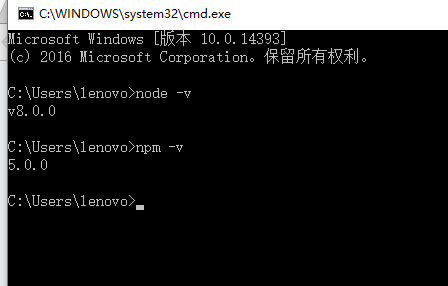 C:\WINDOWS\system32\cmd.exe
Microsoft Windows [版本 10.0.14393]
(c) 2016 Microsoft Corporation。保留所有权利。
C:\Users\lenovo>node -v
v8.0.0
C:\Users\lenovo>npm -v
5.0.0
C:\Users\lenovo>